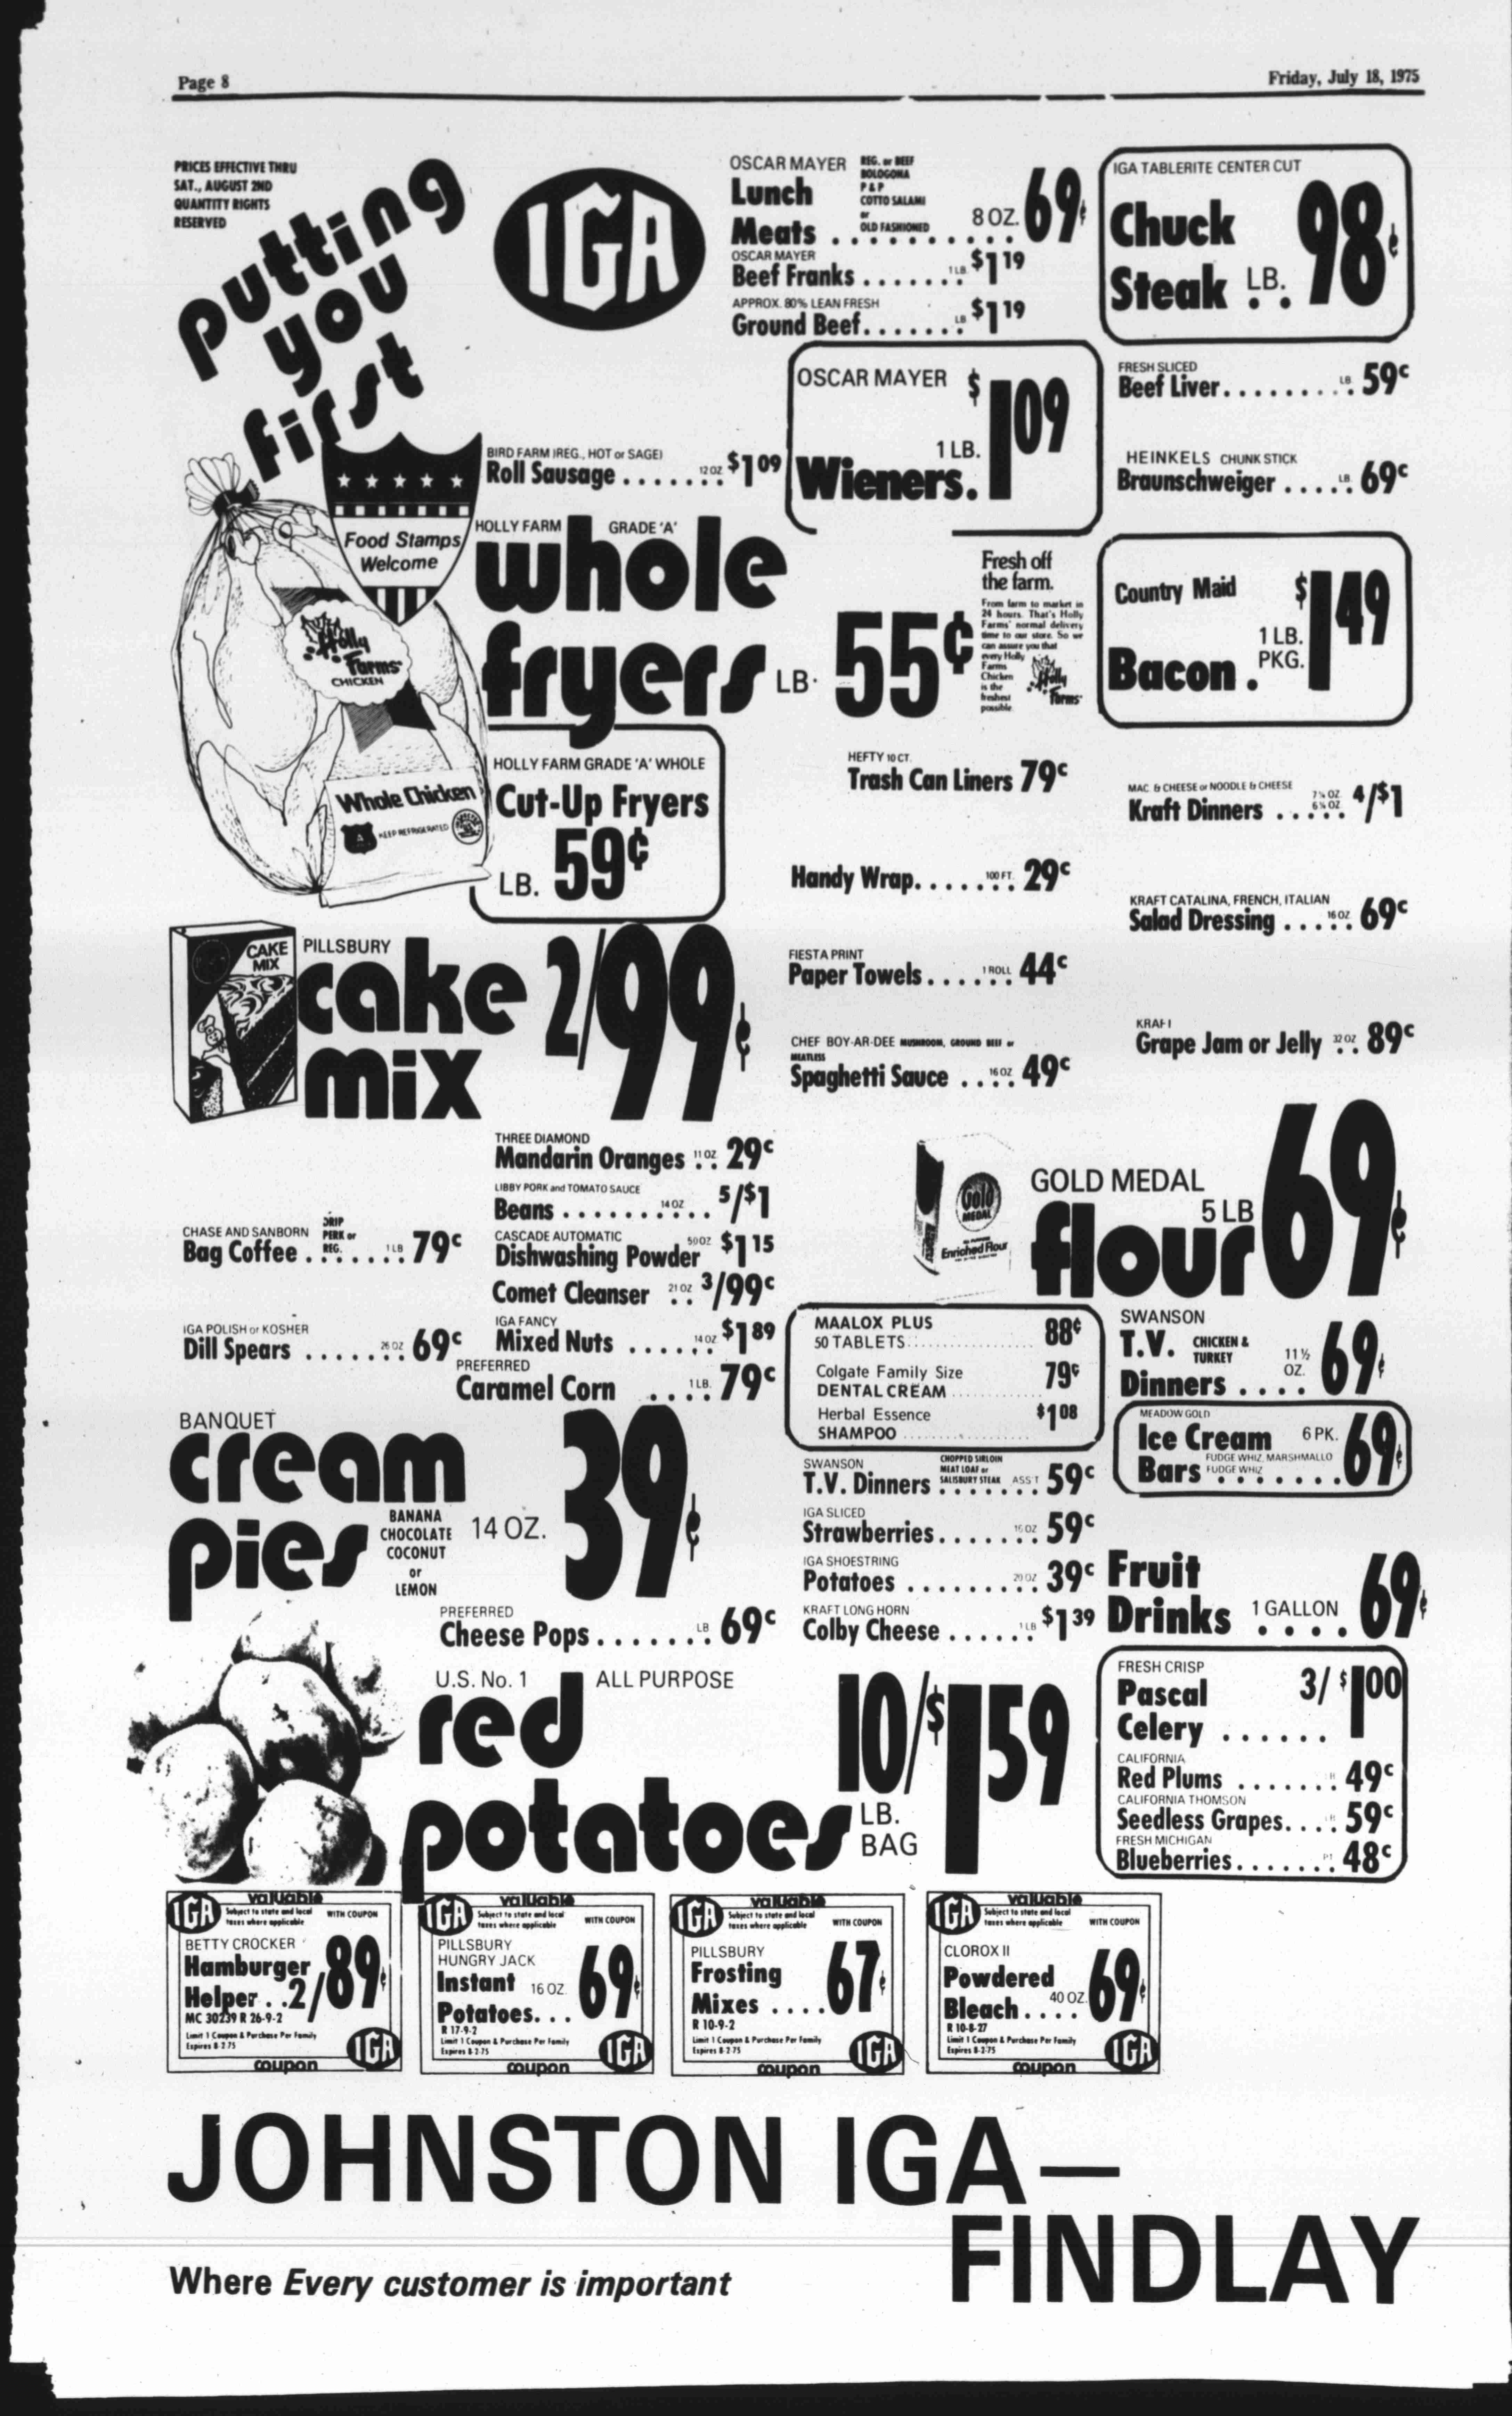 Page 8
Friday, July 18, 1975
PRICES EFFECTIVE THRU
SAT., AUGUST 2ND
QUANTITY RIGHTS
RESERVED
putting
you
first
IGA
OSCAR MAYER
Lunch
Meats
REG. or BEEF
BOLOGONA
P & P
COTTO SALAMI
or
OLD FASHIONED
8 OZ. 69¢
OSCAR MAYER
Beef Franks ....... 1 LB. $1 19
APPROX. 80% LEAN FRESH
Ground Beef....... LB $1 19
IGA TABLERITE CENTER CUT
Chuck
Steak LB. 98¢
OSCAR MAYER
Wieners. 1 LB. $1 09
FRESH SLICED
Beef Liver......... LB. 59¢
HEINKELS CHUNK STICK
Braunschweiger ..... LB. 69¢
BIRD FARM (REG., HOT or SAGE)
Roll Sausage ....... 12 OZ. $1 09
Food Stamps
Welcome
Holly
Farms
CHICKEN
Whole Chicken
KEEP REFRIGERATED
HOLLY FARM GRADE 'A'
whole
fryers LB. 55¢
Fresh off
the farm.
From farm to market in
24 hours. That's Holly
Farms' normal delivery
time to our store. So we
can assure you that
every Holly
Farms
Chicken
is the
freshest
possible.
Holly
Farms
Country Maid
Bacon . 1 LB. PKG. $1 49
HOLLY FARM GRADE 'A' WHOLE
Cut-Up Fryers
LB. 59¢
HEFTY 10 CT.
Trash Can Liners 79¢
MAC. & CHEESE or NOODLE & CHEESE
Kraft Dinners ..... 7¼ OZ. 6¼ OZ. 4/$1
Handy Wrap....... 100 FT. 29¢
KRAFT CATALINA, FRENCH, ITALIAN
Salad Dressing ..... 16 OZ. 69¢
CAKE
MIX
PILLSBURY
cake
mix 2/99¢
FIESTA PRINT
Paper Towels ...... 1 ROLL 44¢
KRAFT
Grape Jam or Jelly 32 OZ. 89¢
CHEF BOY-AR-DEE MUSHROOM, GROUND BEEF or
MEATLESS
Spaghetti Sauce .... 16 OZ. 49¢
THREE DIAMOND
Mandarin Oranges 11 OZ. 29¢
LIBBY PORK and TOMATO SAUCE
Beans .......... 14 OZ. 5/$1
CASCADE AUTOMATIC
Dishwashing Powder 50 OZ. $1 15
Comet Cleanser 21 OZ. 3/99¢
IGA FANCY
Mixed Nuts ...... 14 OZ. $1 89
PREFERRED
Caramel Corn .... 1 LB. 79¢
CHASE AND SANBORN DRIP
PERK or
REG.
Bag Coffee ....... 1 LB 79¢
IGA POLISH or KOSHER
Dill Spears ....... 26 OZ. 69¢
Gold
MEDAL
Enriched Flour
GOLD MEDAL
5 LB
flour 69¢
MAALOX PLUS
50 TABLETS 88¢
Colgate Family Size
DENTAL CREAM 79¢
Herbal Essence
SHAMPOO $1 08
SWANSON
T.V. CHICKEN &
TURKEY
Dinners .... 11½ OZ. 69¢
MEADOW GOLD
Ice Cream 6 PK.
Bars FUDGE WHIZ, MARSHMALLO
FUDGE WHIZ 69¢
BANQUET
cream
pies
BANANA
CHOCOLATE
COCONUT
or
LEMON
14 OZ. 39¢
SWANSON
T.V. Dinners
CHOPPED SIRLOIN
MEAT LOAF or
SALISBURY STEAK ASS'T 59¢
IGA SLICED
Strawberries ....... 16 OZ. 59¢
IGA SHOESTRING
Potatoes ......... 20 OZ. 39¢
KRAFT LONG HORN
Colby Cheese ...... 1 LB $1 39
Fruit
Drinks 1 GALLON 69¢
PREFERRED
Cheese Pops ....... LB. 69¢
U.S. No. 1 ALL PURPOSE
red
potatoes
10/$1 59
LB.
BAG
FRESH CRISP
Pascal
Celery ...... 3/$1 00
CALIFORNIA
Red Plums ....... 49¢
CALIFORNIA THOMSON
Seedless Grapes.... 59¢
FRESH MICHIGAN
Blueberries....... PT. 48¢
IGA
valuable
Subject to state and local
taxes where applicable
WITH COUPON
BETTY CROCKER
Hamburger
Helper . . 2/89¢
MC 30239 R 26-9-2
Limit 1 Coupon & Purchase Per Family
Expires 8-2-75
coupon
IGA
IGA
valuable
Subject to state and local
taxes where applicable
WITH COUPON
PILLSBURY
HUNGRY JACK
Instant 16 OZ.
Potatoes... 69¢
R 17-9-2
Limit 1 Coupon & Purchase Per Family
Expires 8-2-75
coupon
IGA
IGA
valuable
Subject to state and local
taxes where applicable
WITH COUPON
PILLSBURY
Frosting
Mixes .... 67¢
R 10-9-2
Limit 1 Coupon & Purchase Per Family
Expires 8-2-75
coupon
IGA
IGA
valuable
Subject to state and local
taxes where applicable
WITH COUPON
CLOROX II
Powdered
Bleach .... 40 OZ. 69¢
R 10-8-27
Limit 1 Coupon & Purchase Per Family
Expires 8-2-75
coupon
IGA
JOHNSTON IGA—
FINDLAY
Where Every customer is important